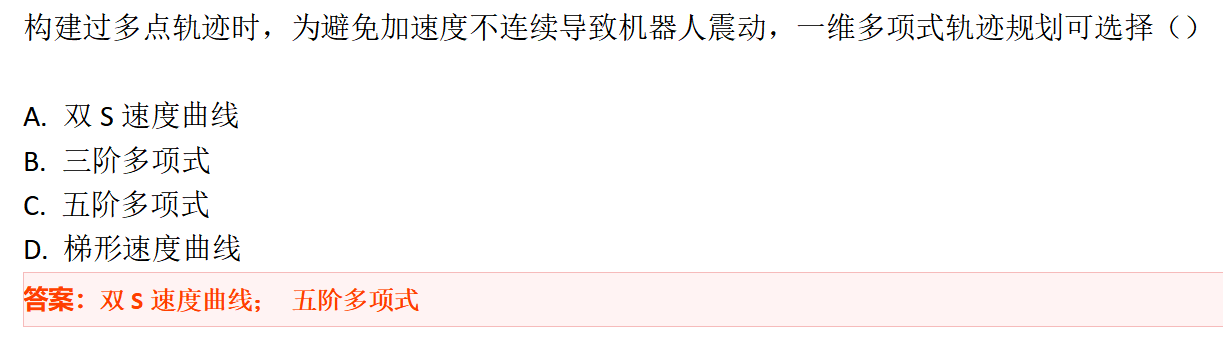 构建过多点轨迹时，为避免加速度不连续导致机器人震动，一维多项式轨迹规划可选择（）
A. 双 S 速度曲线
B. 三阶多项式
C. 五阶多项式
D. 梯形速度曲线
答案：双 S 速度曲线； 五阶多项式